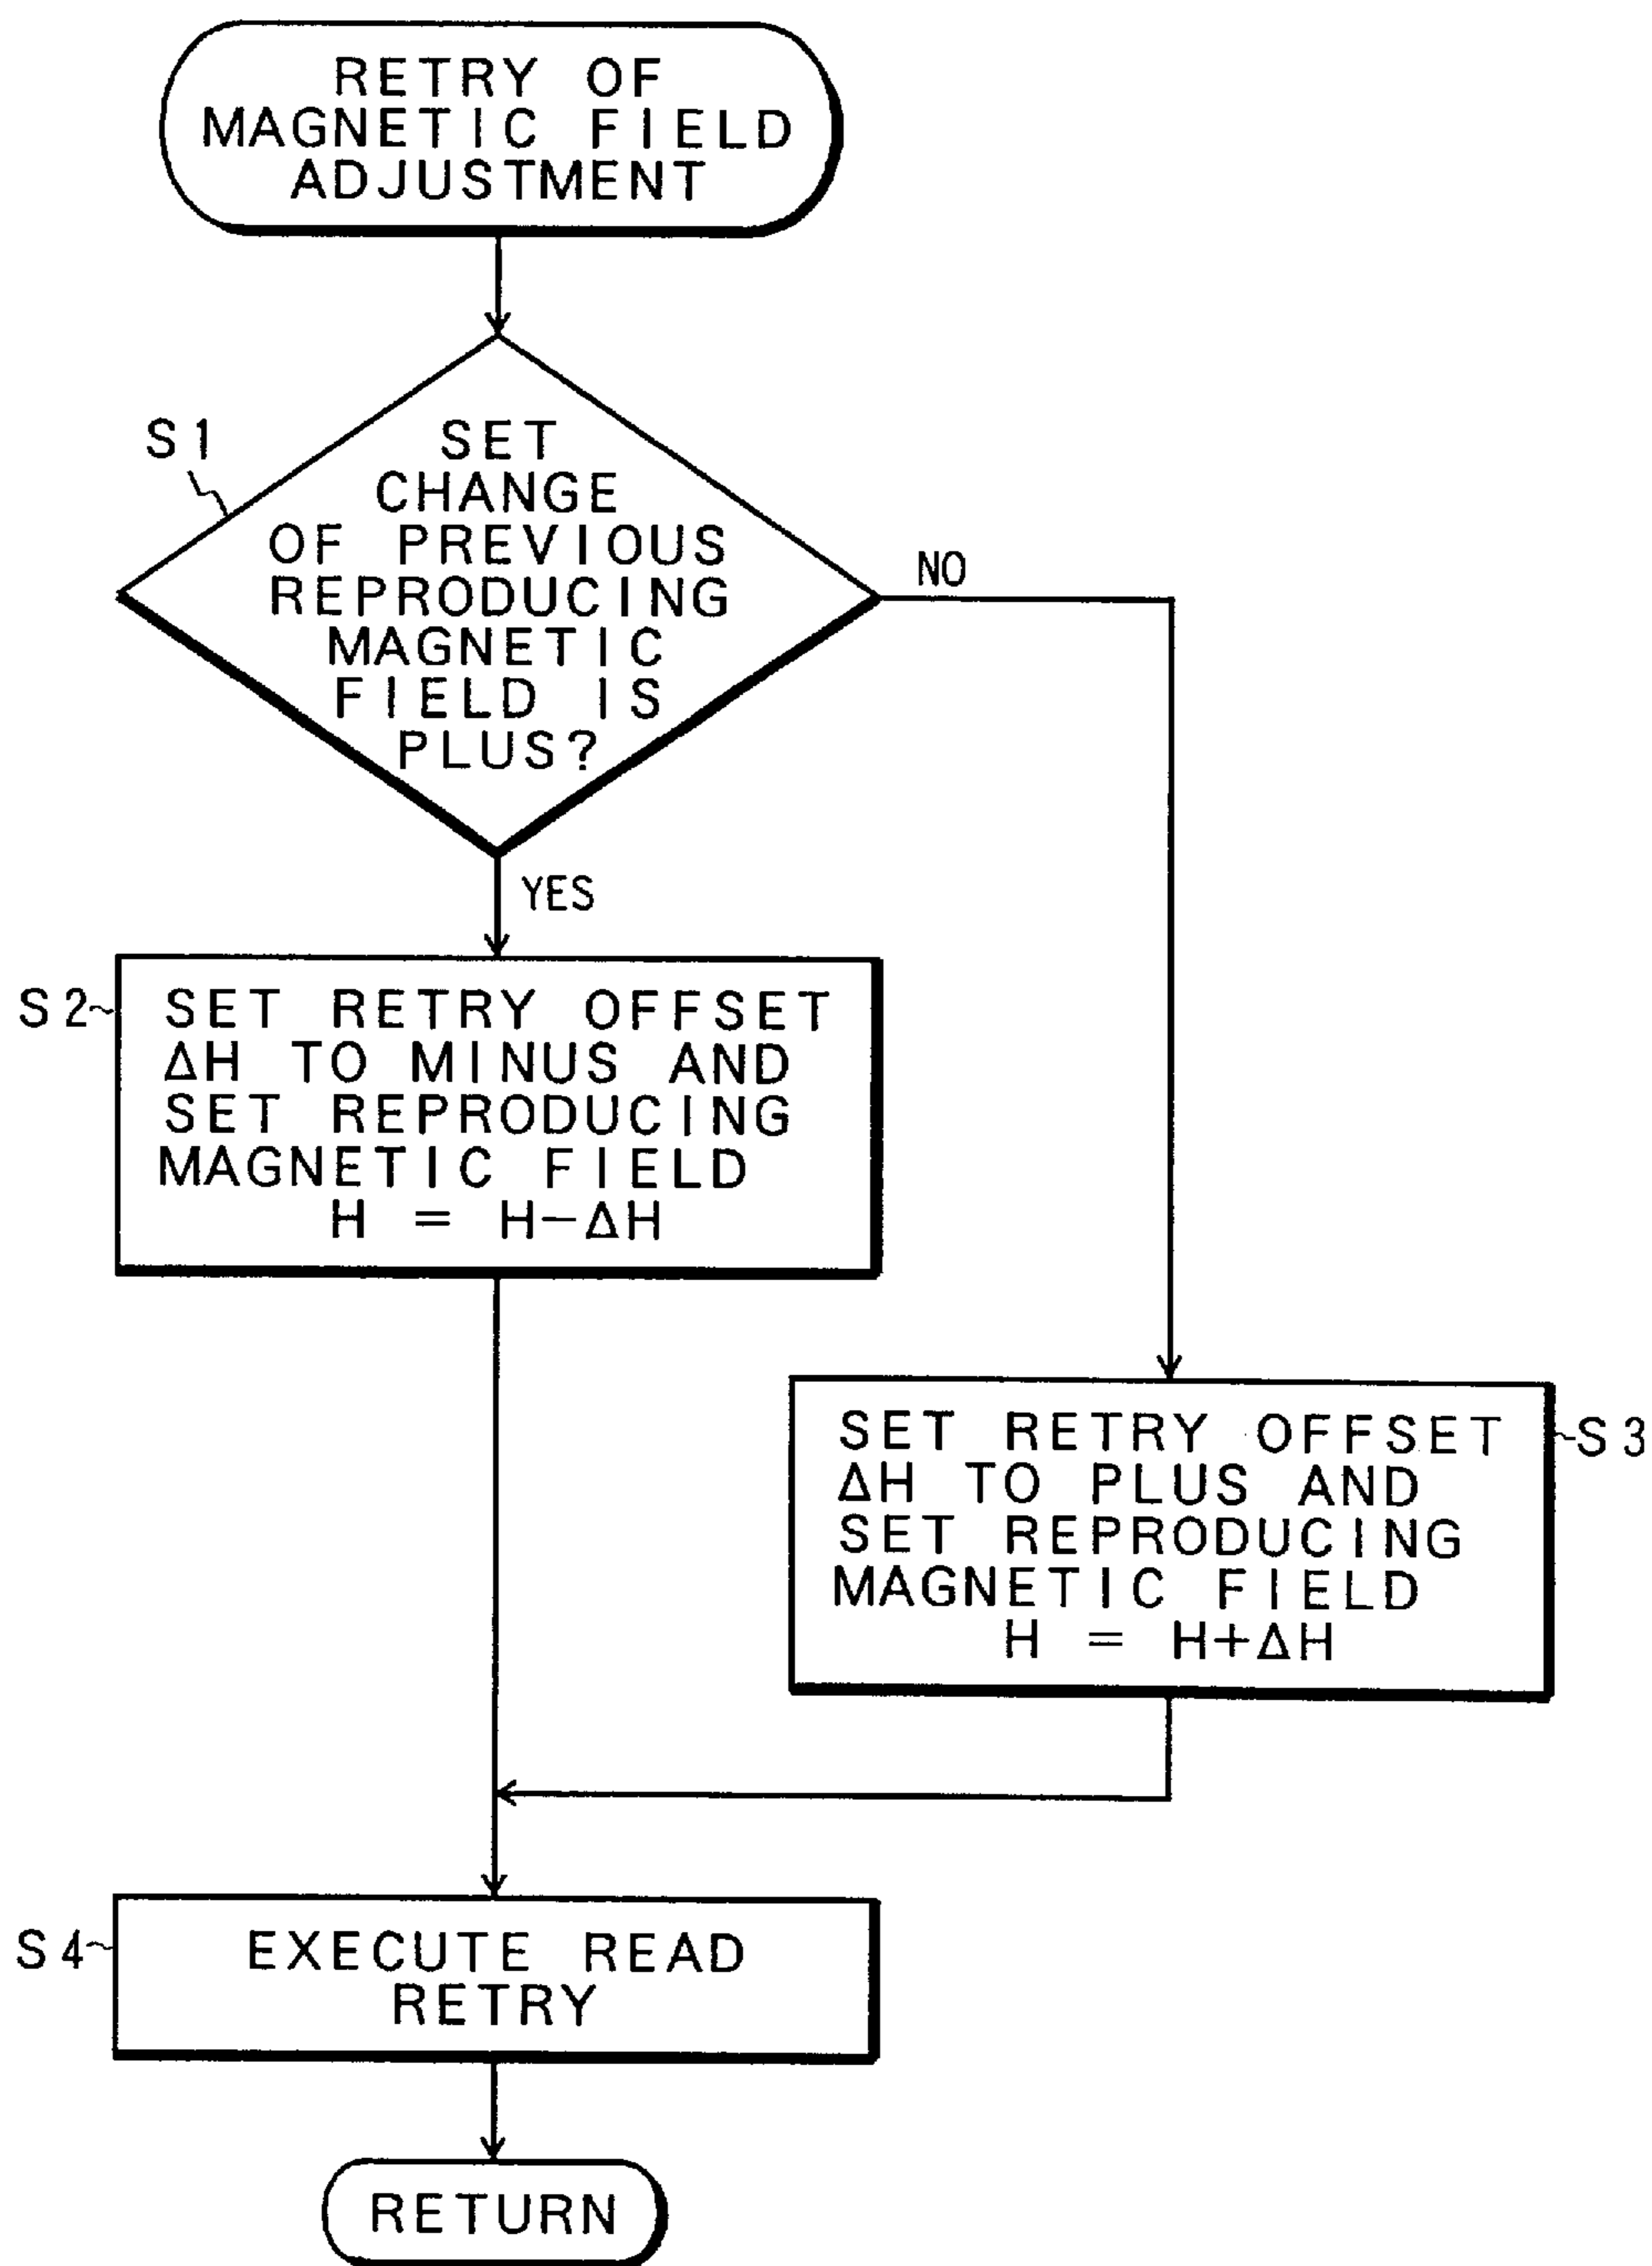 RETRY OF
MAGNETIC FIELD
ADJUSTMENT
S1
SET
CHANGE
OF PREVIOUS
REPRODUCING
MAGNETIC
FIELD IS
PLUS?
NO
YES
S2
SET RETRY OFFSET
ΔH TO MINUS AND
SET REPRODUCING
MAGNETIC FIELD
H = H-ΔH
SET RETRY OFFSET
ΔH TO PLUS AND
SET REPRODUCING
MAGNETIC FIELD
H = H+ΔH
S3
S4
EXECUTE READ
RETRY
RETURN